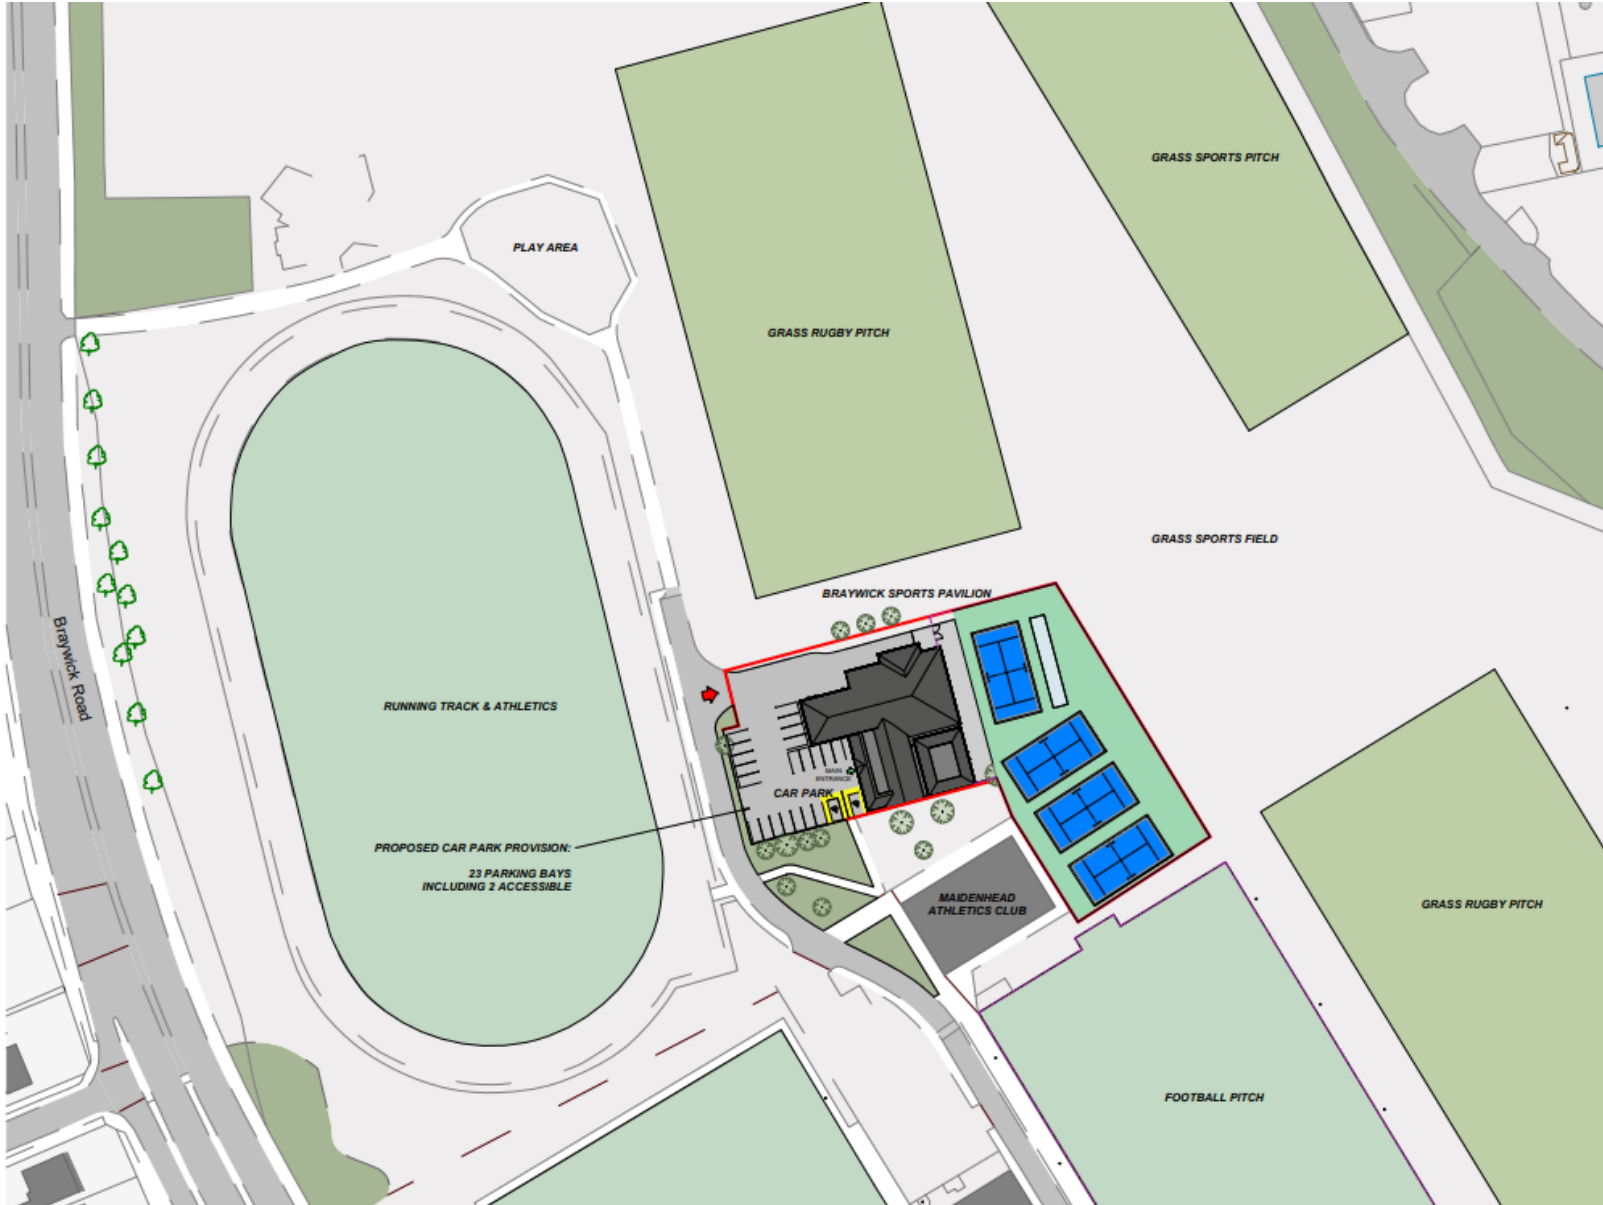 GRASS SPORTS PITCH
PLAY AREA
GRASS RUGBY PITCH
GRASS SPORTS FIELD
BRAYWICK SPORTS PAVILION
Braywick Road
RUNNING TRACK & ATHLETICS
MAIN
ENTRANCE
CAR PARK
PROPOSED CAR PARK PROVISION:
23 PARKING BAYS
INCLUDING 2 ACCESSIBLE
MAIDENHEAD
ATHLETICS CLUB
GRASS RUGBY PITCH
FOOTBALL PITCH